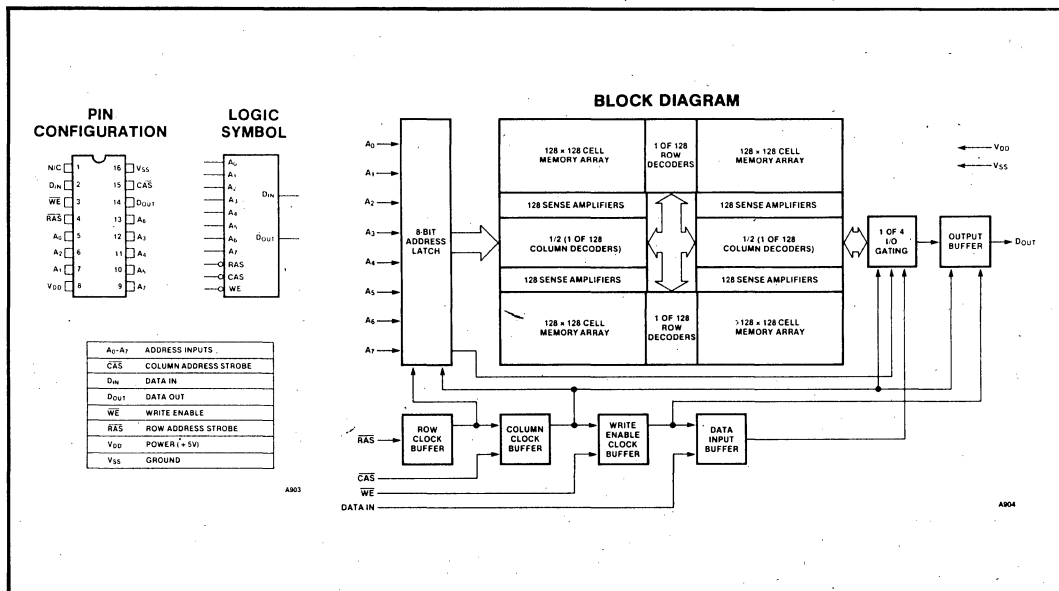 PIN
CONFIGURATION
N/C 1 16 VSS
DIN 2 15 CAS
WE 3 14 DOUT
RAS 4 13 A6
A0 5 12 A3
A2 6 11 A4
A1 7 10 A5
VDD 8 9 A7
LOGIC
SYMBOL
A0
A1
A2
A3
A4
A5
A6
A7
RAS
CAS
WE
DIN
DOUT
A0-A7 ADDRESS INPUTS
CAS COLUMN ADDRESS STROBE
DIN DATA IN
DOUT DATA OUT
WE WRITE ENABLE
RAS ROW ADDRESS STROBE
VDD POWER (+5V)
VSS GROUND
A903
BLOCK DIAGRAM
A0
A1
A2
A3
A4
A5
A6
A7
8-BIT
ADDRESS
LATCH
128 × 128 CELL
MEMORY ARRAY
1 OF 128
ROW
DECODERS
128 × 128 CELL
MEMORY ARRAY
128 SENSE AMPLIFIERS
128 SENSE AMPLIFIERS
1/2 (1 OF 128
COLUMN DECODERS)
1/2 (1 OF 128
COLUMN DECODERS)
128 SENSE AMPLIFIERS
128 SENSE AMPLIFIERS
128 × 128 CELL
MEMORY ARRAY
1 OF 128
ROW
DECODERS
128 × 128 CELL
MEMORY ARRAY
VDD
VSS
1 OF 4
I/O
GATING
OUTPUT
BUFFER
DOUT
RAS
ROW
CLOCK
BUFFER
COLUMN
CLOCK
BUFFER
WRITE
ENABLE
CLOCK
BUFFER
DATA
INPUT
BUFFER
CAS
WE
DATA IN
A904